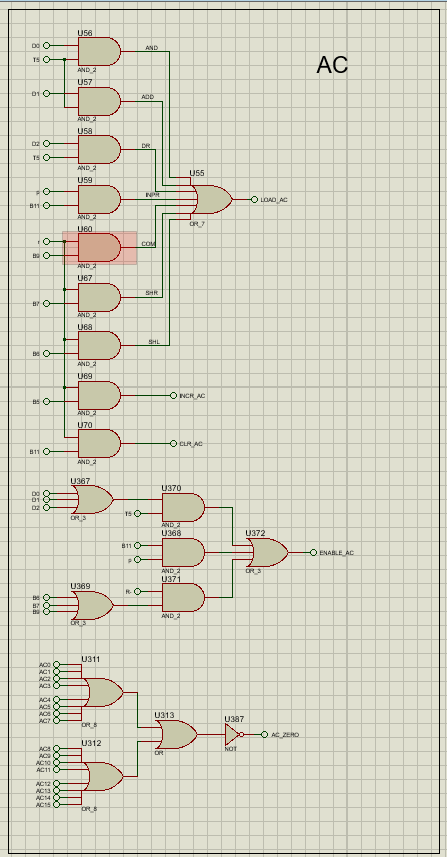 AC
U56
D0
T5
AND
AND_2
U57
D1
ADD
AND_2
U58
D2
T5
DR
AND_2
U59
p
B11
INPR
AND_2
U55
LOAD_AC
OR_7
U60
r
B9
COM
AND_2
U67
B7
SHR
AND_2
U68
B6
SHL
AND_2
U69
B5
INCR_AC
AND_2
U70
B11
CLR_AC
AND_2
U367
D0
D1
D2
OR_3
U370
T5
AND_2
U368
B11
p
AND_2
U372
ENABLE_AC
OR_3
U369
B6
B7
B9
OR_3
U371
R
AND_2
U311
AC0
AC1
AC2
AC3
AC4
AC5
AC6
AC7
OR_8
U313
OR
U387
NOT
AC_ZERO
U312
AC8
AC9
AC10
AC11
AC12
AC13
AC14
AC15
OR_8